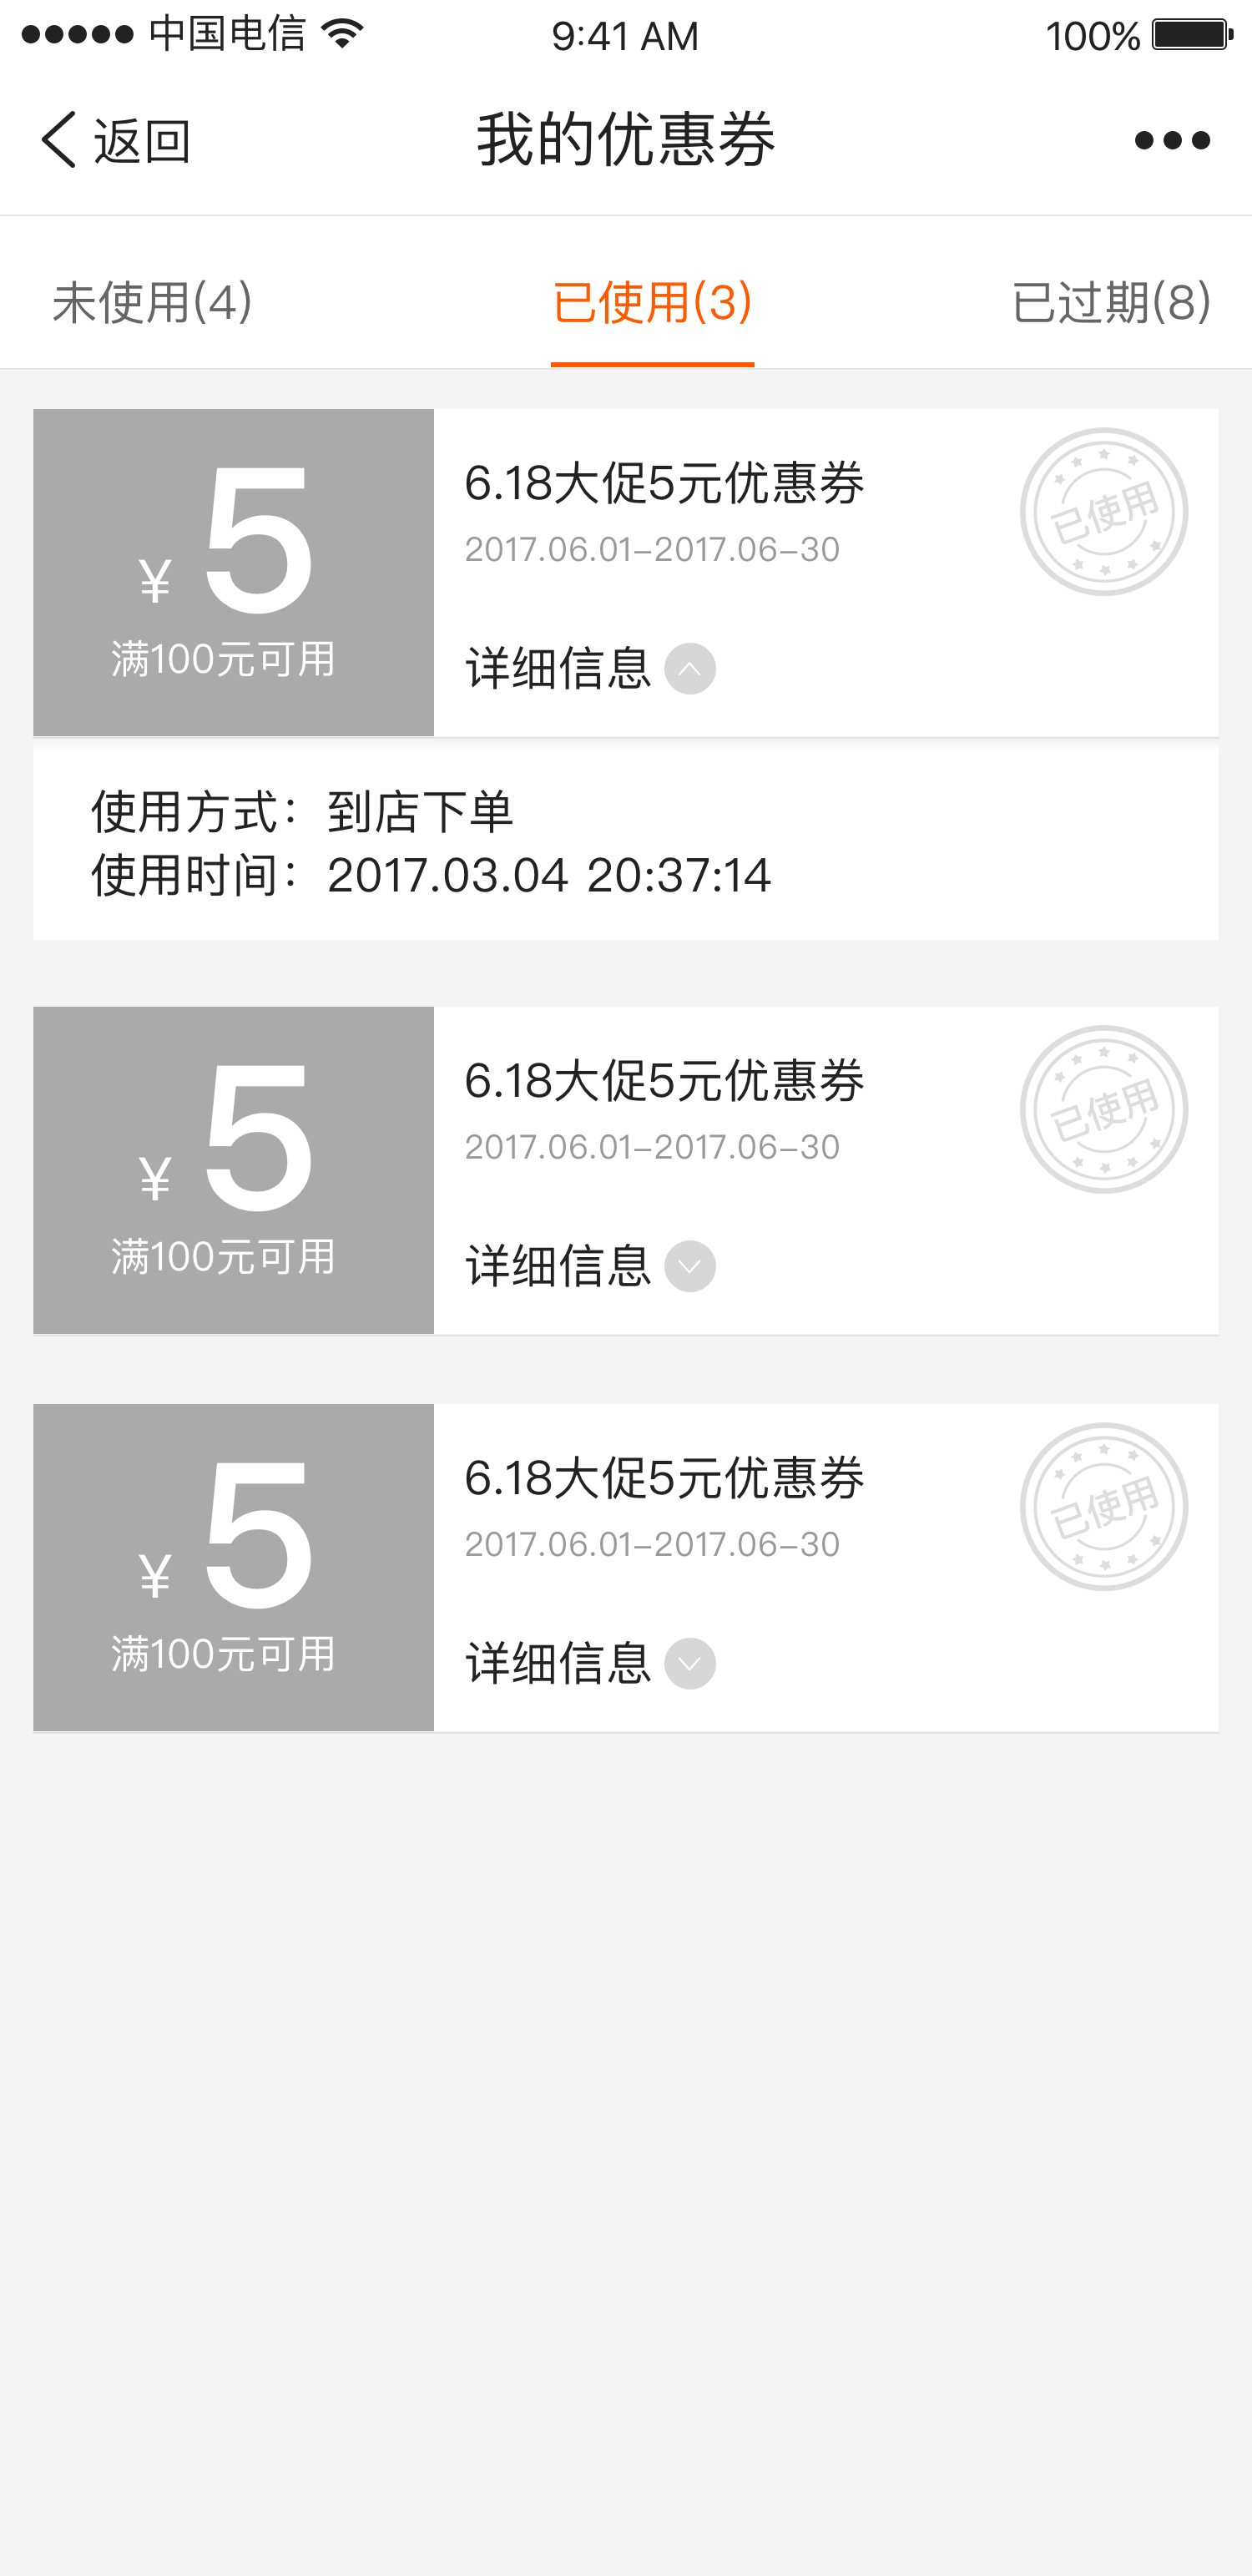 中国电信 9:41 AM 100%
返回 我的优惠券
未使用(4) 已使用(3) 已过期(8)
¥ 5
满100元可用
6.18大促5元优惠券
2017.06.01-2017.06-30
详细信息
已使用
使用方式：到店下单
使用时间：2017.03.04 20:37:14
¥ 5
满100元可用
6.18大促5元优惠券
2017.06.01-2017.06-30
详细信息
已使用
¥ 5
满100元可用
6.18大促5元优惠券
2017.06.01-2017.06-30
详细信息
已使用